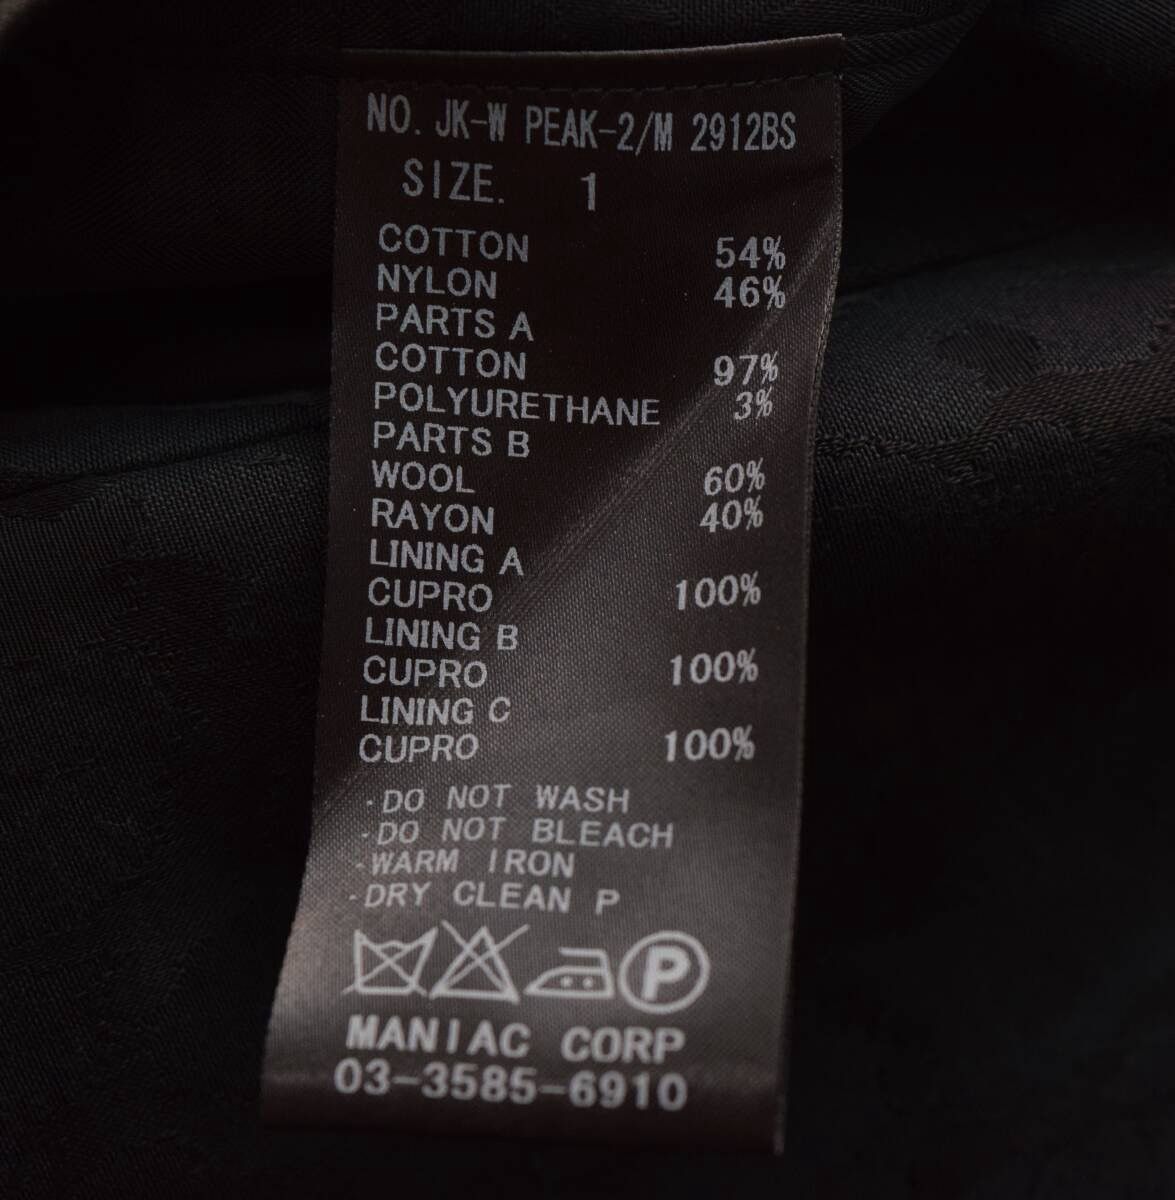 NO. JK-W PEAK-2/M 2912BS
SIZE. 1
COTTON 54%
NYLON 46%
PARTS A
COTTON 97%
POLYURETHANE 3%
PARTS B
WOOL 60%
RAYON 40%
LINING A
CUPRO 100%
LINING B
CUPRO 100%
LINING C
CUPRO 100%
·DO NOT WASH
·DO NOT BLEACH
·WARM IRON
·DRY CLEAN P
P
MANIAC CORP
03-3585-6910